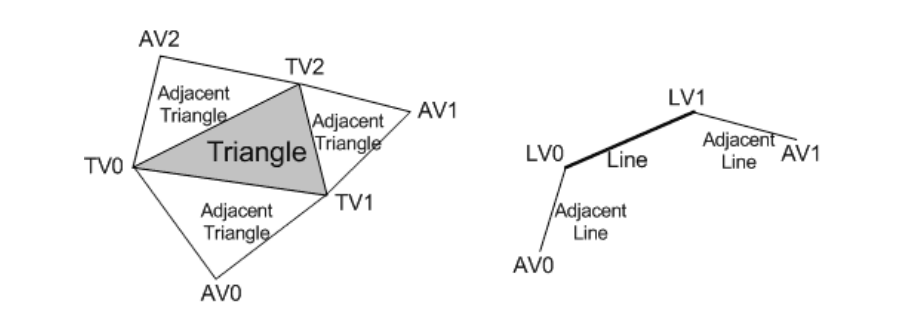 AV2
TV2
Adjacent
Triangle
Adjacent
Triangle
AV1
Triangle
TV0
TV1
Adjacent
Triangle
AV0
LV1
LV0
Line
Adjacent
Line
AV1
Adjacent
Line
AV0